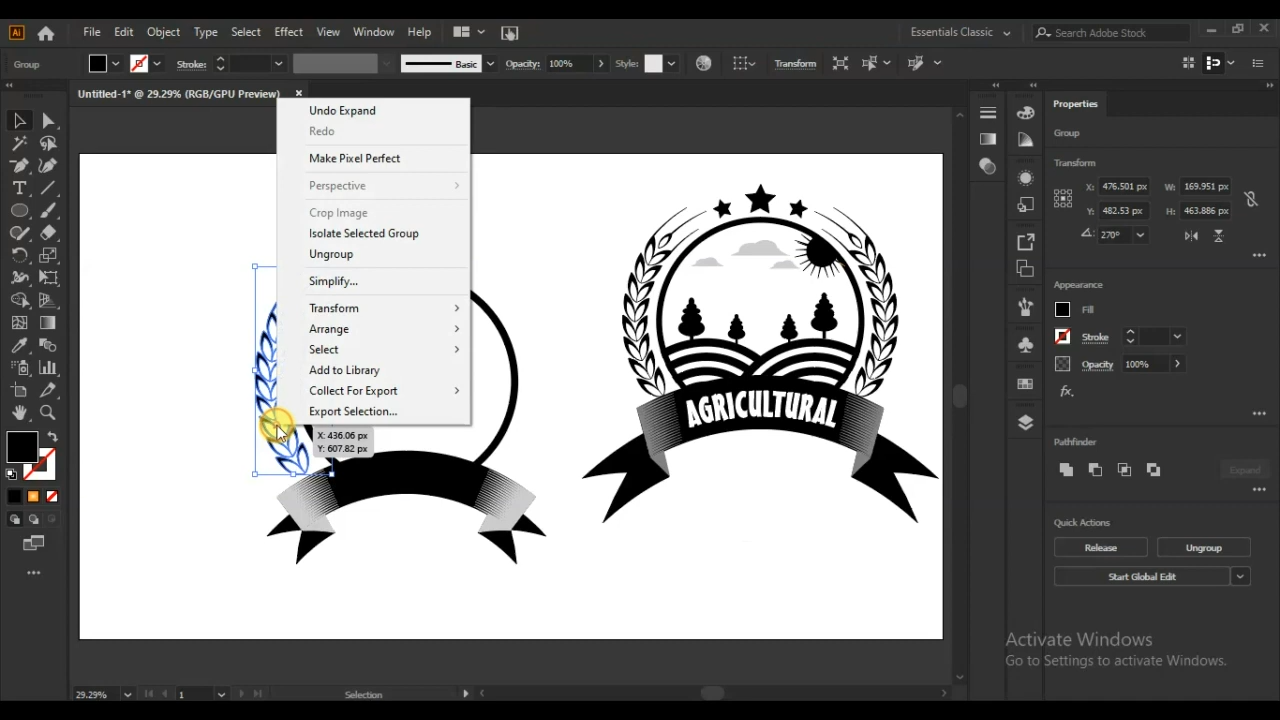 Ai File Edit Object Type Select Effect View Window Help Essentials Classic Search Adobe Stock
Group Stroke: Basic Opacity: 100% Style: Transform
Untitled-1* @ 29.29% (RGB/GPU Preview)
Undo Expand
Redo
Make Pixel Perfect
Perspective
Crop Image
Isolate Selected Group
Ungroup
Simplify...
Transform
Arrange
Select
Add to Library
Collect For Export
Export Selection...
X: 436.06 px
Y: 607.82 px
AGRICULTURAL
Properties
Group
Transform
X: 476.501 px W: 169.951 px
Y: 482.53 px H: 463.886 px
270°
Appearance
Fill
Stroke
Opacity 100%
fx.
Pathfinder
Expand
Quick Actions
Release Ungroup
Start Global Edit
Activate Windows
Go to Settings to activate Windows.
29.29% 1 Selection